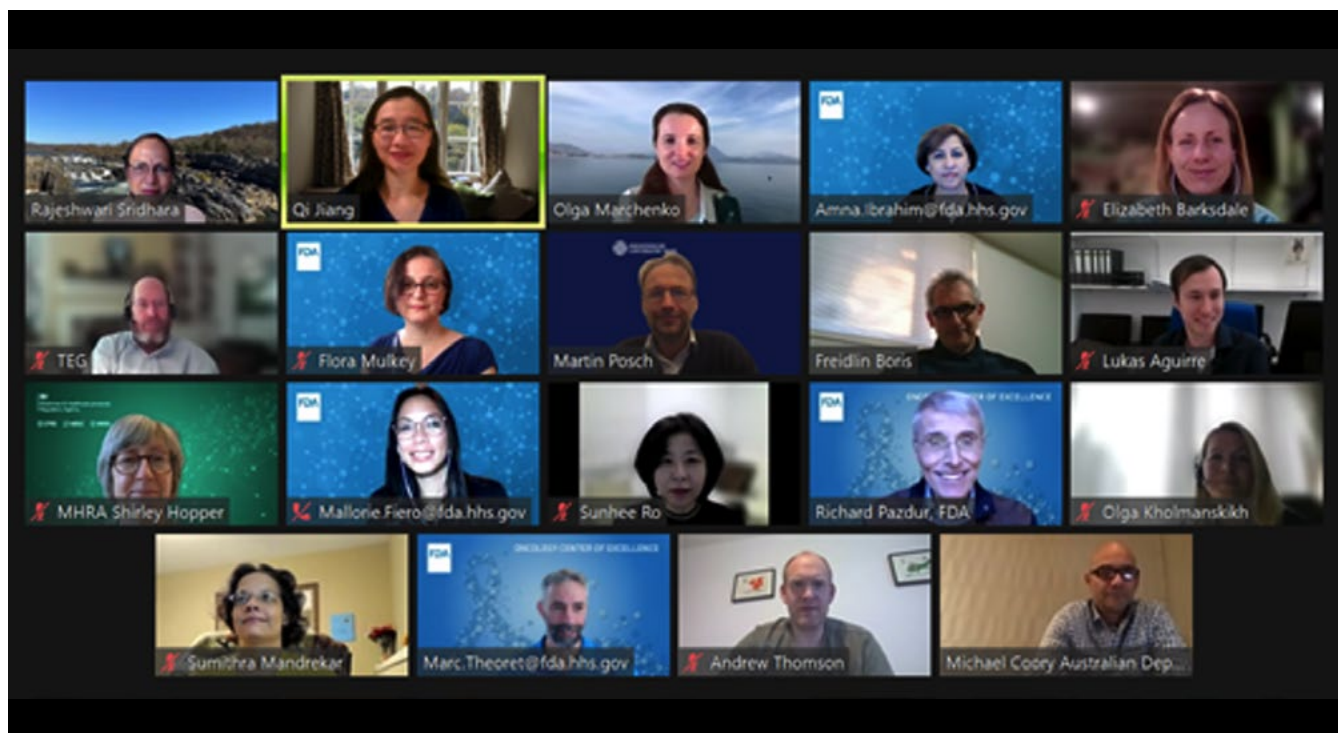 Rajeshwari Sridhara
Qi Jiang
Olga Marchenko
FDA
Amna.Ibrahim@fda.hhs.gov
Elizabeth Barksdale
TEG
FDA
Flora Mulkey
Martin Posch
Freidlin Boris
Lukas Aguirre
MHRA Shirley Hopper
FDA
Mallorie.Fiero@fda.hhs.gov
Sunhee Ro
FDA
CENTER OF EXCELLENCE
Richard Pazdur, FDA
Olga Kholmanskikh
Sumithra Mandrekar
FDA
ONCOLOGY CENTER OF EXCELLENCE
Marc.Theoret@fda.hhs.gov
Andrew Thomson
Michael Coory Australian Dep...